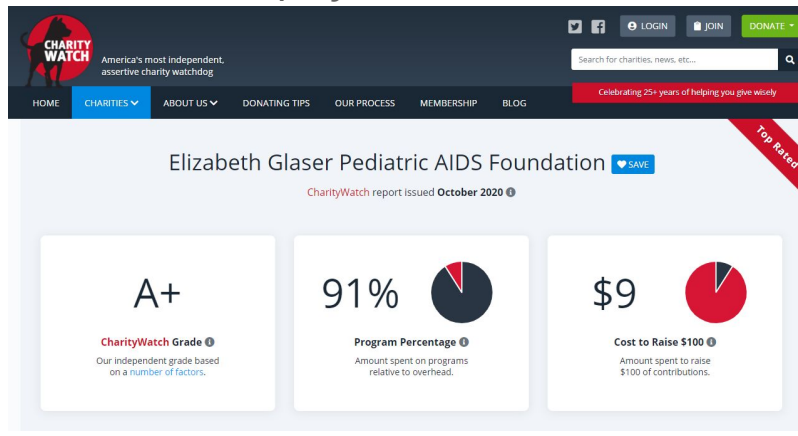 CHARITY
WATCH
America's most independent,
assertive charity watchdog
LOGIN
JOIN
DONATE
Search for charities, news, etc...
Celebrating 25+ years of helping you give wisely
HOME
CHARITIES
ABOUT US
DONATING TIPS
OUR PROCESS
MEMBERSHIP
BLOG
Top Rated
Elizabeth Glaser Pediatric AIDS Foundation
SAVE
CharityWatch report issued October 2020
A+
CharityWatch Grade
Our independent grade based
on a number of factors.
91%
Program Percentage
Amount spent on programs
relative to overhead.
$9
Cost to Raise $100
Amount spent to raise
$100 of contributions.